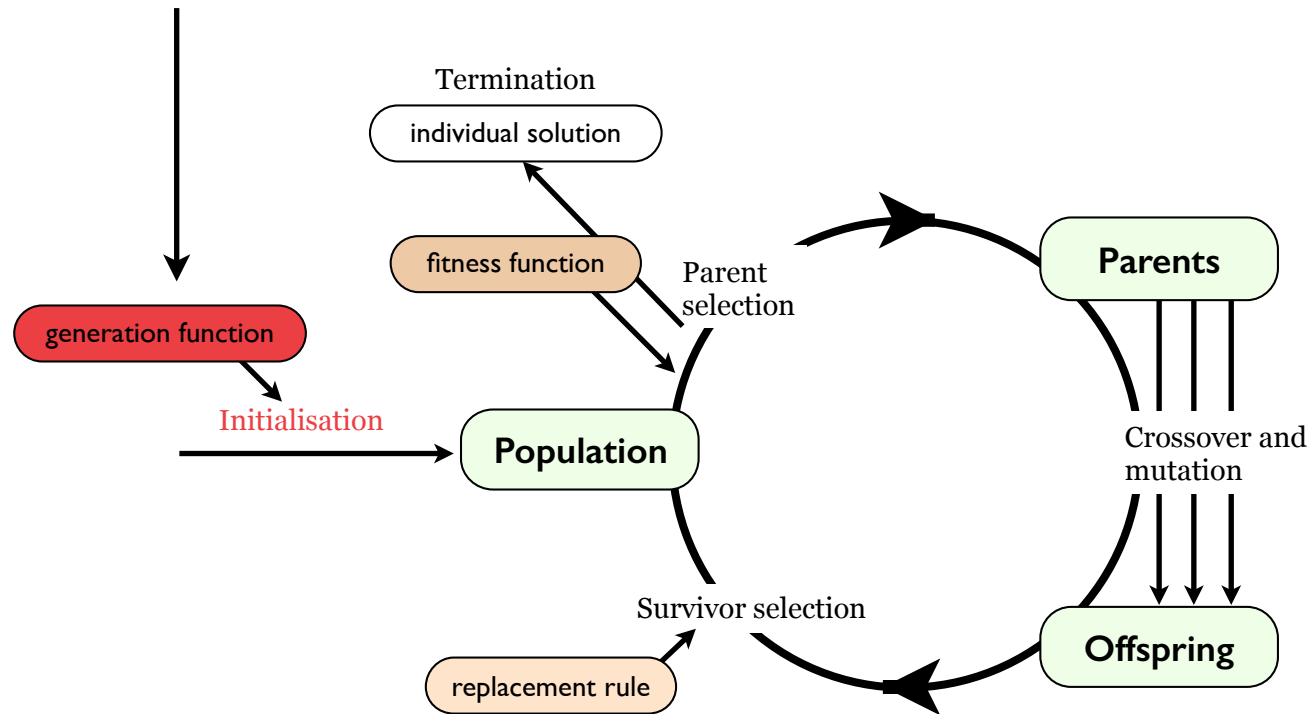 Termination
individual solution
fitness function
Parent
selection
Parents
generation function
Initialisation
Population
Crossover and
mutation
Survivor selection
Offspring
replacement rule